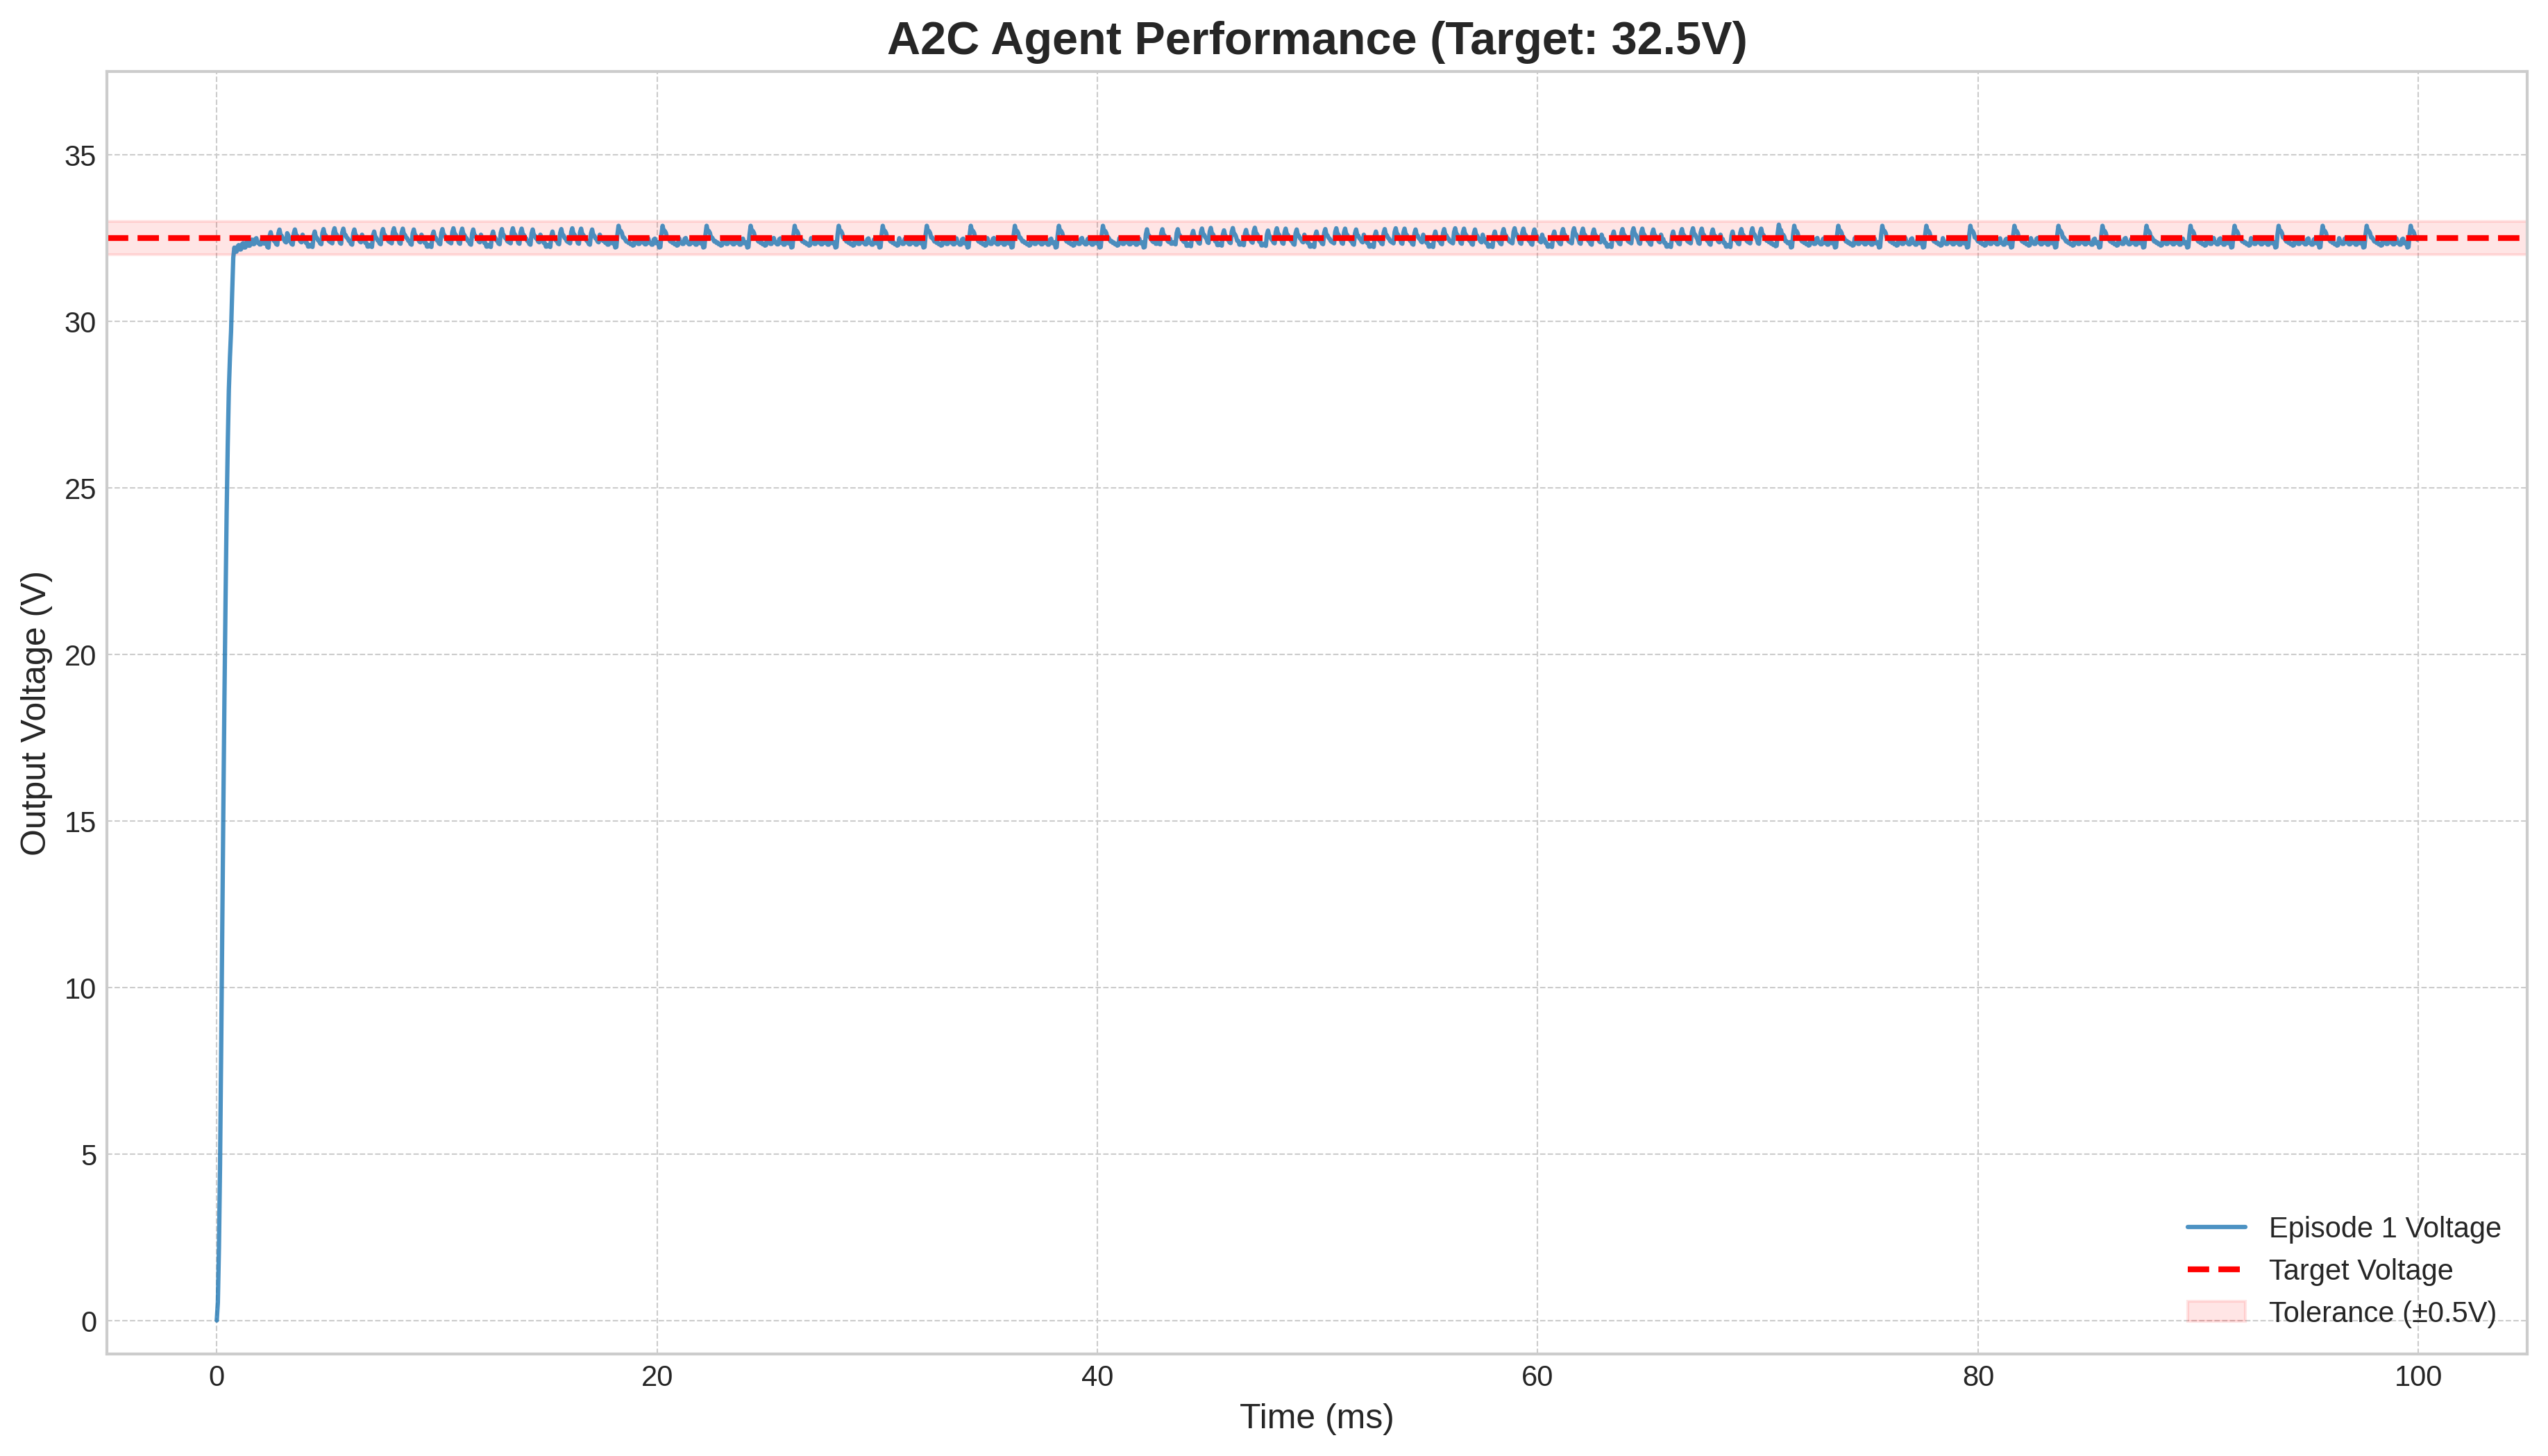 A2C Agent Performance (Target: 32.5V)
Output Voltage (V)
35
30
25
20
15
10
5
0
0 20 40 60 80 100
Time (ms)
Episode 1 Voltage
Target Voltage
Tolerance (±0.5V)